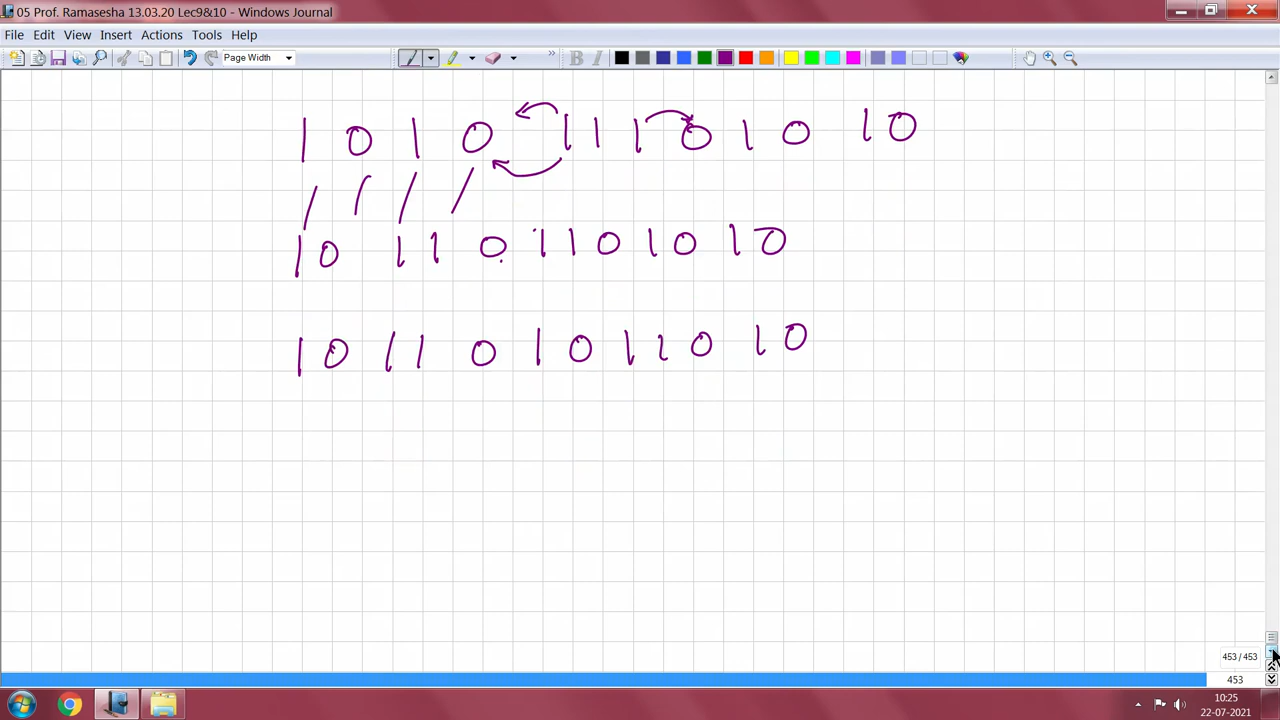 05 Prof. Ramasesha 13.03.20 Lec9&10 - Windows Journal
File Edit View Insert Actions Tools Help
Page Width B I
1 0 1 0 1 1 1 0 1 0 1 0
1 0 1 1 0 1 1 0 1 0 1 0
1 0 1 1 0 1 0 1 1 0 1 0
453 / 453
453
10:25
22-07-2021